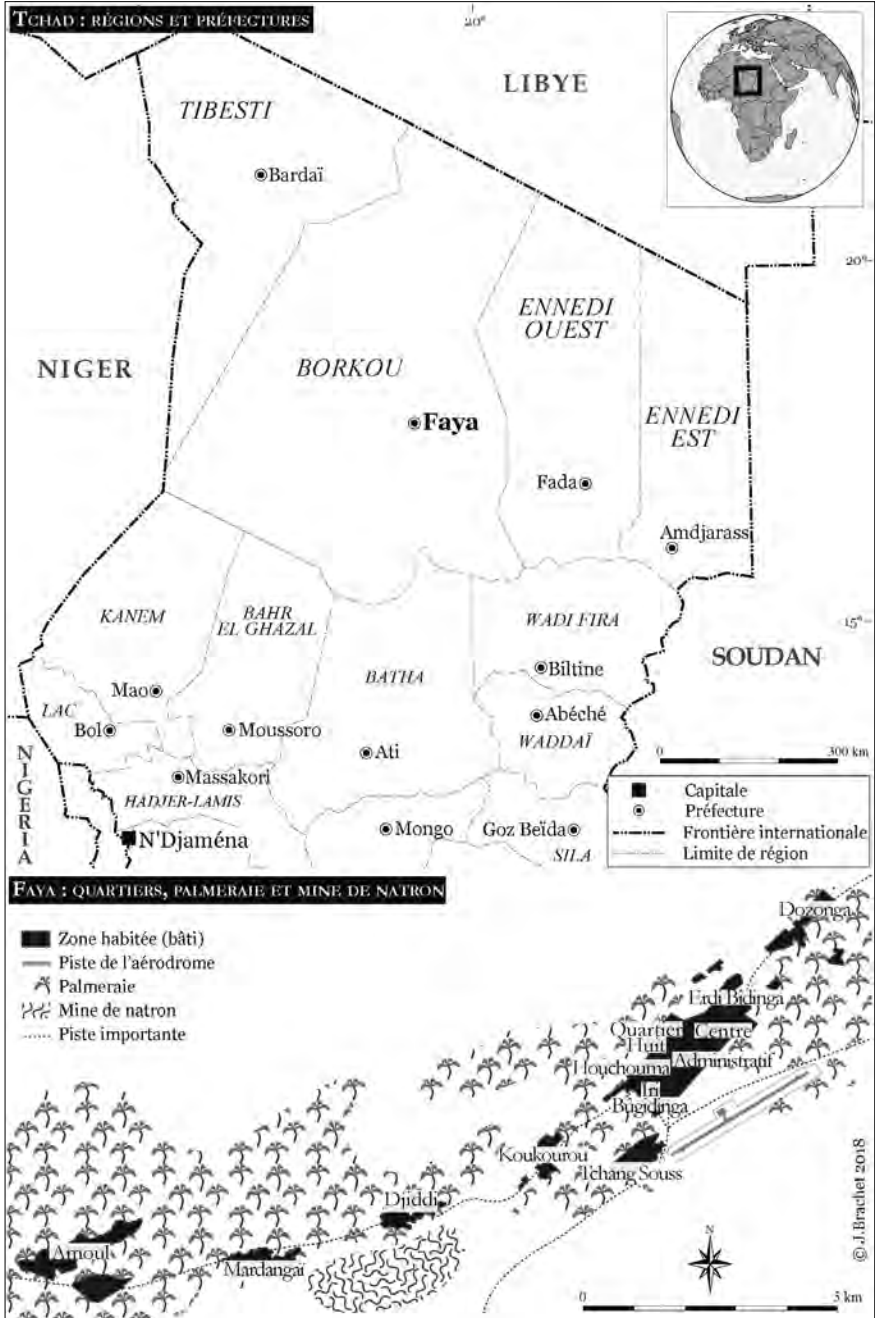 TCHAD : RÉGIONS ET PRÉFECTURES
20°
LIBYE
TIBESTI
Bardaï
20°
ENNEDI
OUEST
NIGER
BORKOU
Faya
ENNEDI
EST
Fada
Amdjarass
KANEM
BAHR
EL GHAZAL
WADI FIRA
15°
SOUDAN
BATHA
Biltine
Mao
LAC
Bol
Moussoro
Abéché
WADDAÏ
Ati
0 300 km
NIGERIA
Massakori
HADJER-LAMIS
N'Djaména
Mongo
Goz Beïda
SILA
Capitale
Préfecture
Frontière internationale
Limite de région
FAYA : QUARTIERS, PALMERAIE ET MINE DE NATRON
Zone habitée (bâti)
Piste de l'aérodrome
Palmeraie
Mine de natron
Piste importante
Dozonga
Erdi Bidinga
Quartier Centre
Huit
Administratif
Houchouma
Iri
Bugidinga
Koukourou
Tchang Souss
Djiddi
Amoul
Mardangaï
N
© J.Brachet 2018
0 5 km